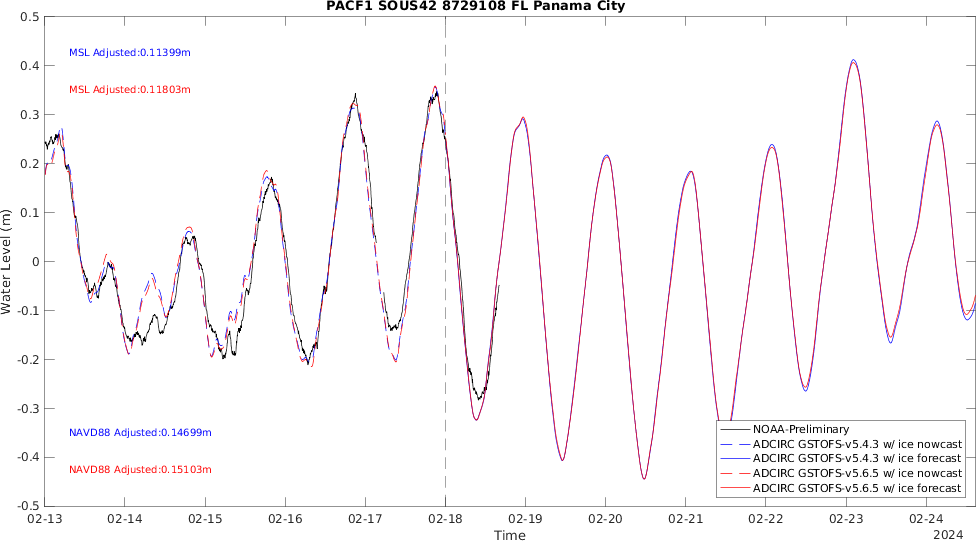 PACF1 SOUS42 8729108 FL Panama City
0.5
0.4
0.3
0.2
0.1
0
-0.1
-0.2
-0.3
-0.4
-0.5
Water Level (m)
MSL Adjusted:0.11399m
MSL Adjusted:0.11803m
NAVD88 Adjusted:0.14699m
NAVD88 Adjusted:0.15103m
NOAA-Preliminary
ADCIRC GSTOFS-v5.4.3 w/ ice nowcast
ADCIRC GSTOFS-v5.4.3 w/ ice forecast
ADCIRC GSTOFS-v5.6.5 w/ ice nowcast
ADCIRC GSTOFS-v5.6.5 w/ ice forecast
02-13 02-14 02-15 02-16 02-17 02-18 02-19 02-20 02-21 02-22 02-23 02-24
Time
2024